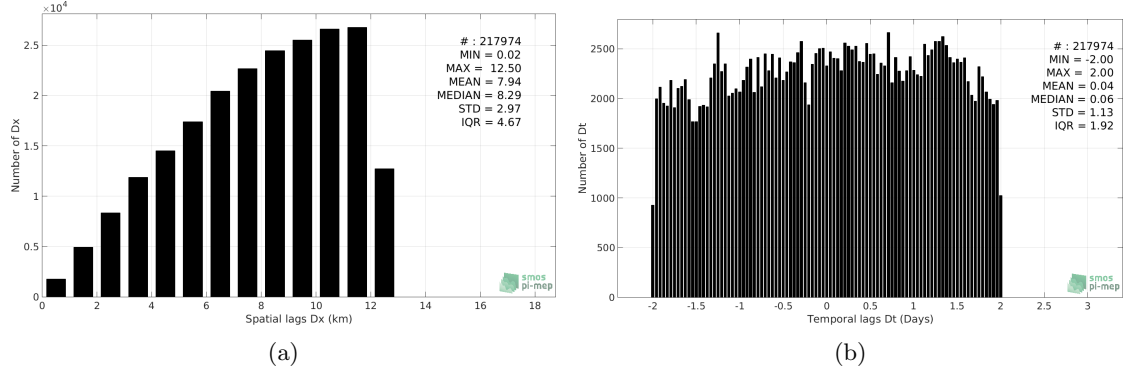 ×10⁴
2.5
2
1.5
1
0.5
0
Number of Dx
0 2 4 6 8 10 12 14 16 18
Spatial lags Dx (km)
# : 217974
MIN = 0.02
MAX = 12.50
MEAN = 7.94
MEDIAN = 8.29
STD = 2.97
IQR = 4.67
smos
pi-mep
(a)
2500
2000
1500
1000
500
0
Number of Dt
-2 -1.5 -1 -0.5 0 0.5 1 1.5 2 2.5 3
Temporal lags Dt (Days)
# : 217974
MIN = -2.00
MAX = 2.00
MEAN = 0.04
MEDIAN = 0.06
STD = 1.13
IQR = 1.92
smos
pi-mep
(b)